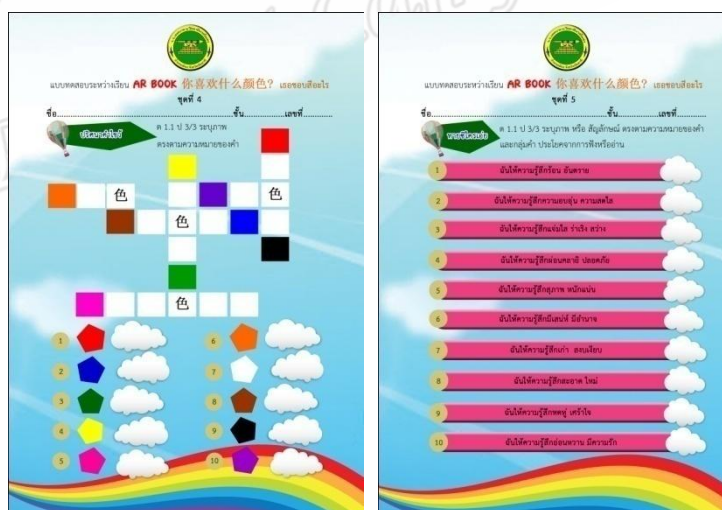 แบบทดสอบระหว่างเรียน AR BOOK 你喜欢什么颜色? เธอชอบสีอะไร
ชุดที่ 4
ชื่อ..........ชั้น..........เลขที่..........
ปริศนาคำไขว้
ต 1.1 ป 3/3 ระบุภาพ
ตรงตามความหมายของคำ
色 色
色
色
1 6
2 7
3 8
4 9
5 10
แบบทดสอบระหว่างเรียน AR BOOK 你喜欢什么颜色? เธอชอบสีอะไร
ชุดที่ 5
ชื่อ..........ชั้น..........เลขที่..........
ทายซิใครเอ่ย
ต 1.1 ป 3/3 ระบุภาพ หรือ สัญลักษณ์ ตรงตามความหมายของคำ
และกลุ่มคำ ประโยคจากการฟังหรืออ่าน
1 ฉันให้ความรู้สึกร้อน อันตราย
2 ฉันให้ความรู้สึกความอบอุ่น ความสดใส
3 ฉันให้ความรู้สึกแจ่มใส ร่าเริง สว่าง
4 ฉันให้ความรู้สึกผ่อนคลาย ปลอดภัย
5 ฉันให้ความรู้สึกสุภาพ หนักแน่น
6 ฉันให้ความรู้สึกมีเสน่ห์ มีอำนาจ
7 ฉันให้ความรู้สึกเก่า สงบเงียบ
8 ฉันให้ความรู้สึกสะอาด ใหม่
9 ฉันให้ความรู้สึกหดหู่ เศร้าใจ
10 ฉันให้ความรู้สึกอ่อนหวาน มีความรัก